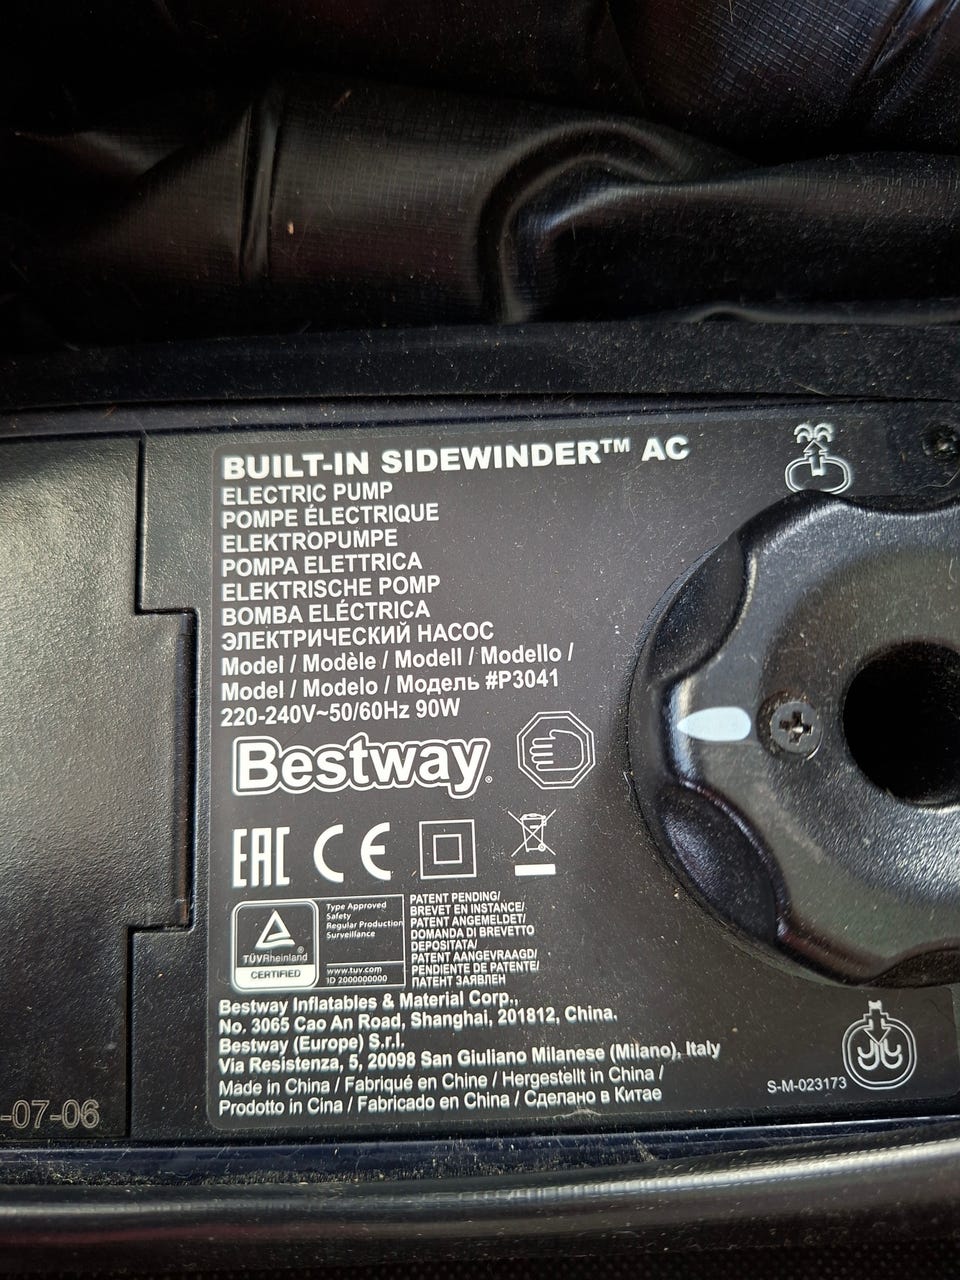 BUILT-IN SIDEWINDER™ AC
ELECTRIC PUMP
POMPE ÉLECTRIQUE
ELEKTROPUMPE
POMPA ELETTRICA
ELEKTRISCHE POMP
BOMBA ELÉCTRICA
ЭЛЕКТРИЧЕСКИЙ НАСОС
Model / Modèle / Modell / Modello /
Model / Modelo / Модель #P3041
220-240V~50/60Hz 90W
Bestway®
EAC CE
TÜVRheinland®
CERTIFIED
Type Approved
Safety
Regular Production
Surveillance
www.tuv.com
ID 2000000000
PATENT PENDING/
BREVET EN INSTANCE/
PATENT ANGEMELDET/
DOMANDA DI BREVETTO
DEPOSITATA/
PATENT AANGEVRAAGD/
PENDIENTE DE PATENTE/
ПАТЕНТ ЗАЯВЛЕН
Bestway Inflatables & Material Corp.,
No. 3065 Cao An Road, Shanghai, 201812, China.
Bestway (Europe) S.r.l.
Via Resistenza, 5, 20098 San Giuliano Milanese (Milano), Italy
Made in China / Fabriqué en Chine / Hergestellt in China /
Prodotto in Cina / Fabricado en China / Сделано в Китае
S-M-023173
-07-06